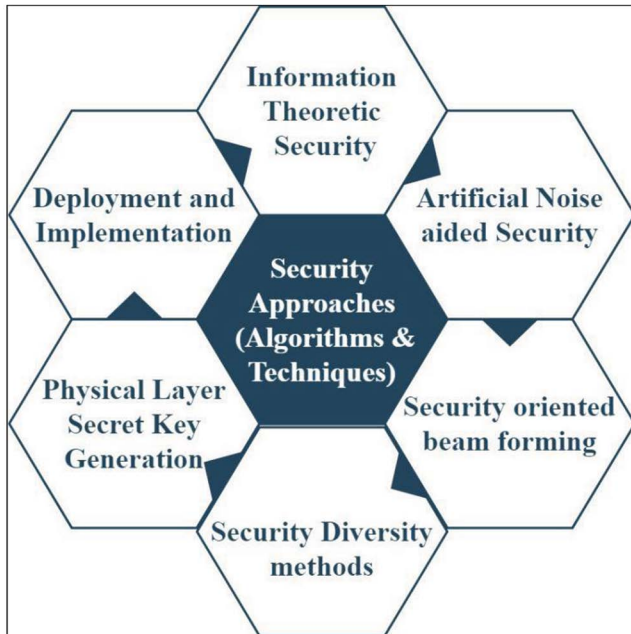 Information
Theoretic
Security
Deployment and
Implementation
Artificial Noise
aided Security
Security
Approaches
(Algorithms &
Techniques)
Physical Layer
Secret Key
Generation
Security oriented
beam forming
Security Diversity
methods